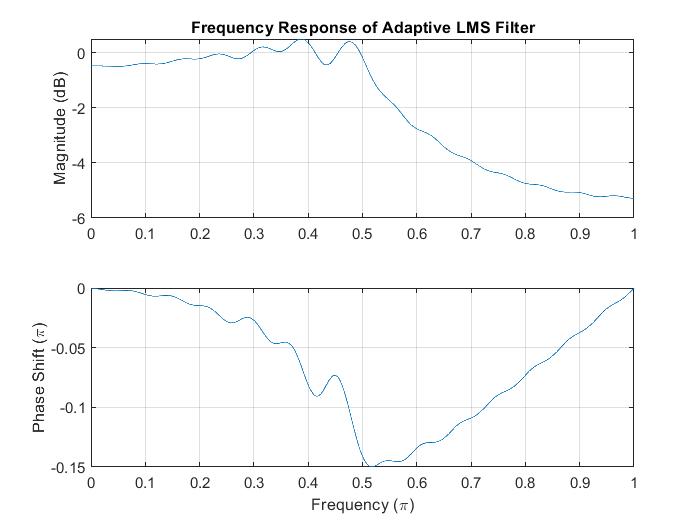 Frequency Response of Adaptive LMS Filter
Magnitude (dB)
0
-2
-4
-6
0 0.1 0.2 0.3 0.4 0.5 0.6 0.7 0.8 0.9 1
Phase Shift (π)
0
-0.05
-0.1
-0.15
0 0.1 0.2 0.3 0.4 0.5 0.6 0.7 0.8 0.9 1
Frequency (π)